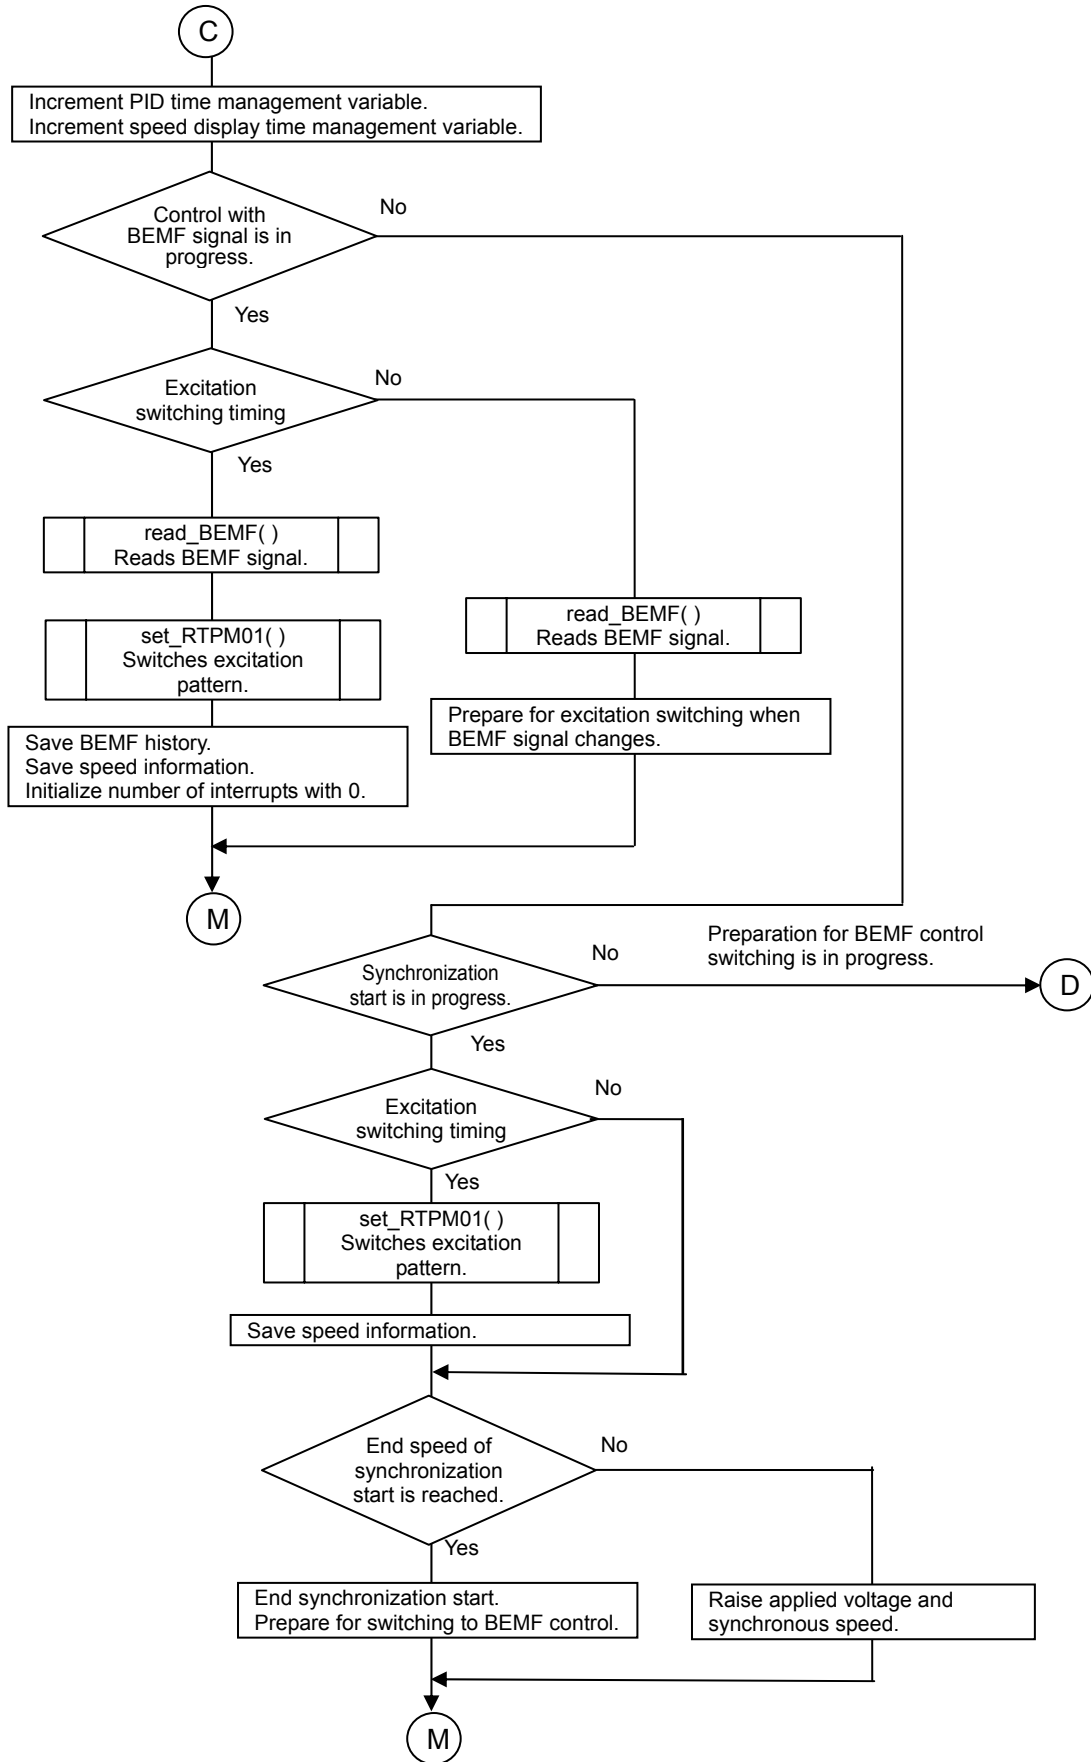 C
Increment PID time management variable.
Increment speed display time management variable.
Control with
BEMF signal is in
progress.
No
Yes
Excitation
switching timing
No
Yes
read_BEMF( )
Reads BEMF signal.
set_RTPM01( )
Switches excitation
pattern.
read_BEMF( )
Reads BEMF signal.
Prepare for excitation switching when
BEMF signal changes.
Save BEMF history.
Save speed information.
Initialize number of interrupts with 0.
M
Synchronization
start is in progress.
No
Preparation for BEMF control
switching is in progress.
D
Yes
Excitation
switching timing
No
Yes
set_RTPM01( )
Switches excitation
pattern.
Save speed information.
End speed of
synchronization
start is reached.
No
Yes
End synchronization start.
Prepare for switching to BEMF control.
Raise applied voltage and
synchronous speed.
M